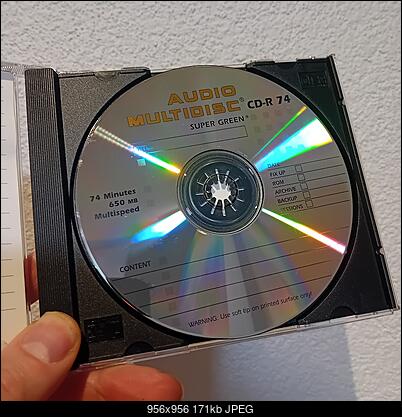 AUDIO
MULTIDISC® CD-R 74
SUPER GREEN®
74 Minutes
650 MB
Multispeed
DATE
FIX UP
ROM
ARCHIVE
BACKUP
SESSIONS
CONTENT
WARNING: Use soft tip on printed surface only!
956x956 171kb JPEG